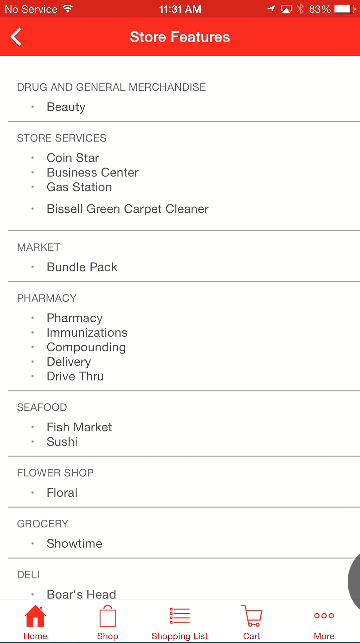 No Service 11:31 AM 83%
Store Features
DRUG AND GENERAL MERCHANDISE
Beauty
STORE SERVICES
Coin Star
Business Center
Gas Station
Bissell Green Carpet Cleaner
MARKET
Bundle Pack
PHARMACY
Pharmacy
Immunizations
Compounding
Delivery
Drive Thru
SEAFOOD
Fish Market
Sushi
FLOWER SHOP
Floral
GROCERY
Showtime
DELI
Boar's Head
Home Shop Shopping List Cart More